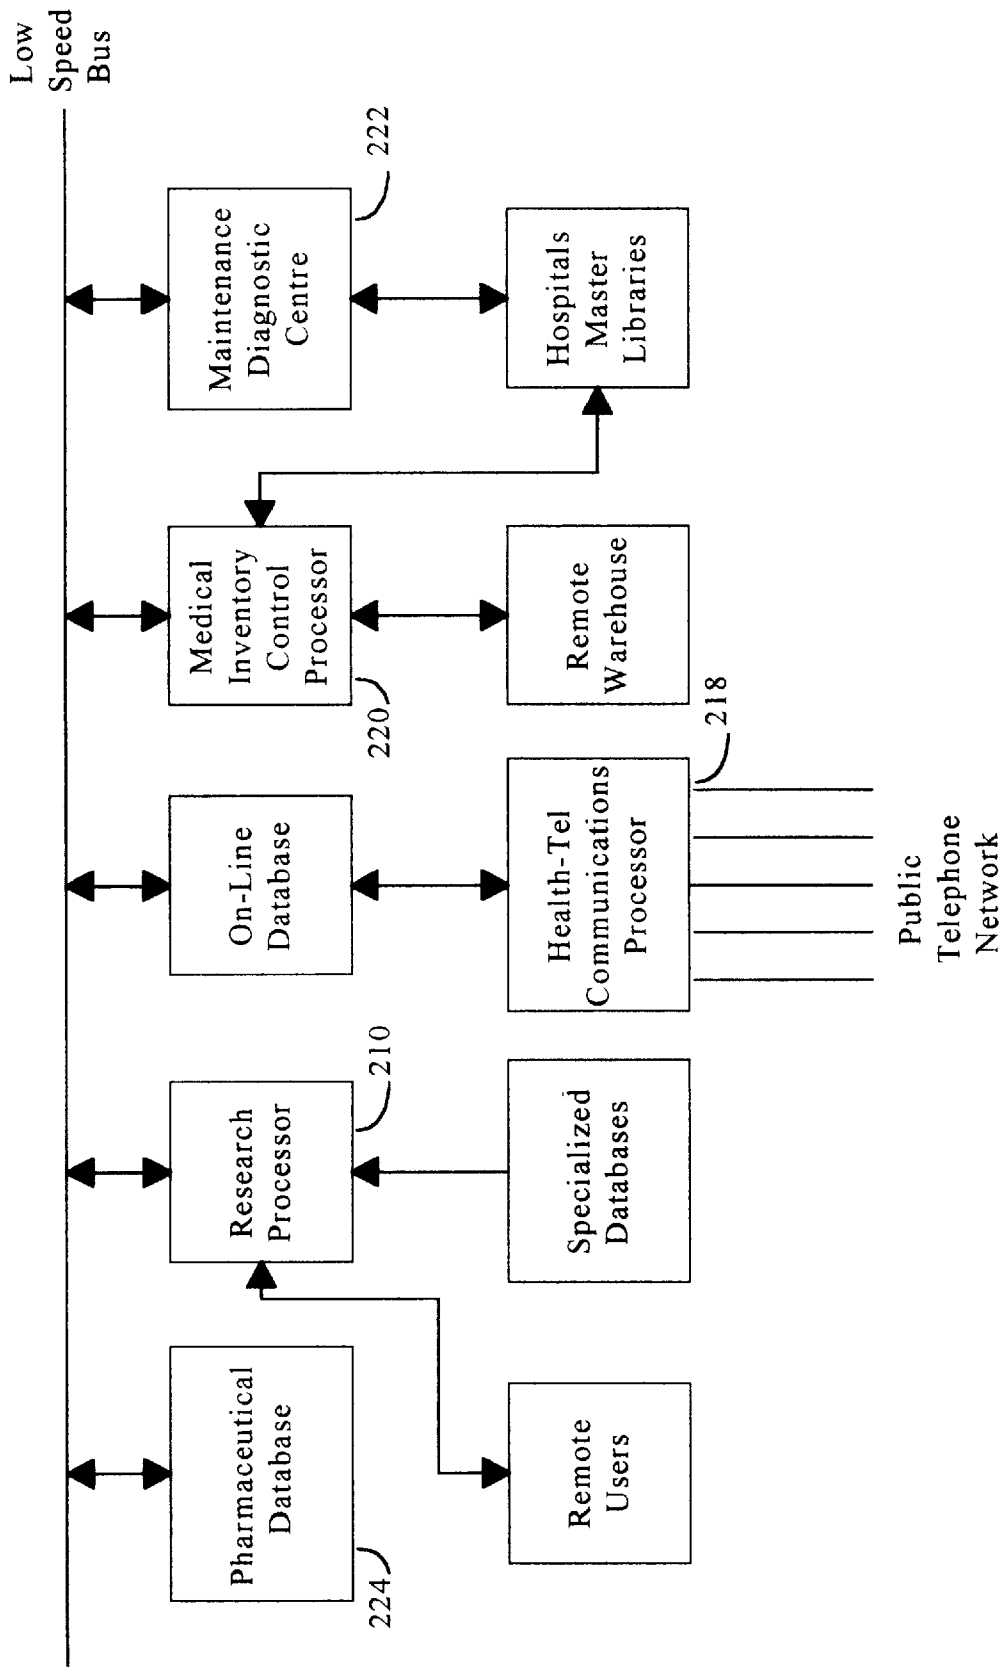 Low
Speed
Bus
Pharmaceutical
Database
224
Research
Processor
210
On-Line
Database
Medical
Inventory
Control
Processor
220
Maintenance
Diagnostic
Centre
222
Remote
Users
Specialized
Databases
Health-Tel
Communications
Processor
218
Remote
Warehouse
Hospitals
Master
Libraries
Public
Telephone
Network